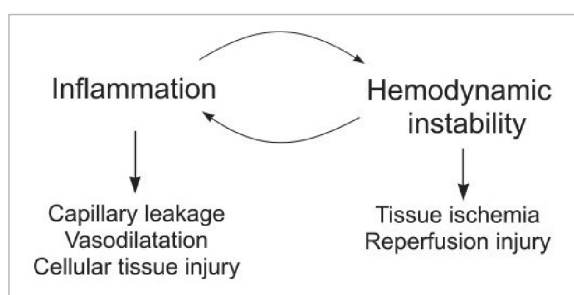 Inflammation
Hemodynamic
instability
Capillary leakage
Vasodilatation
Cellular tissue injury
Tissue ischemia
Reperfusion injury